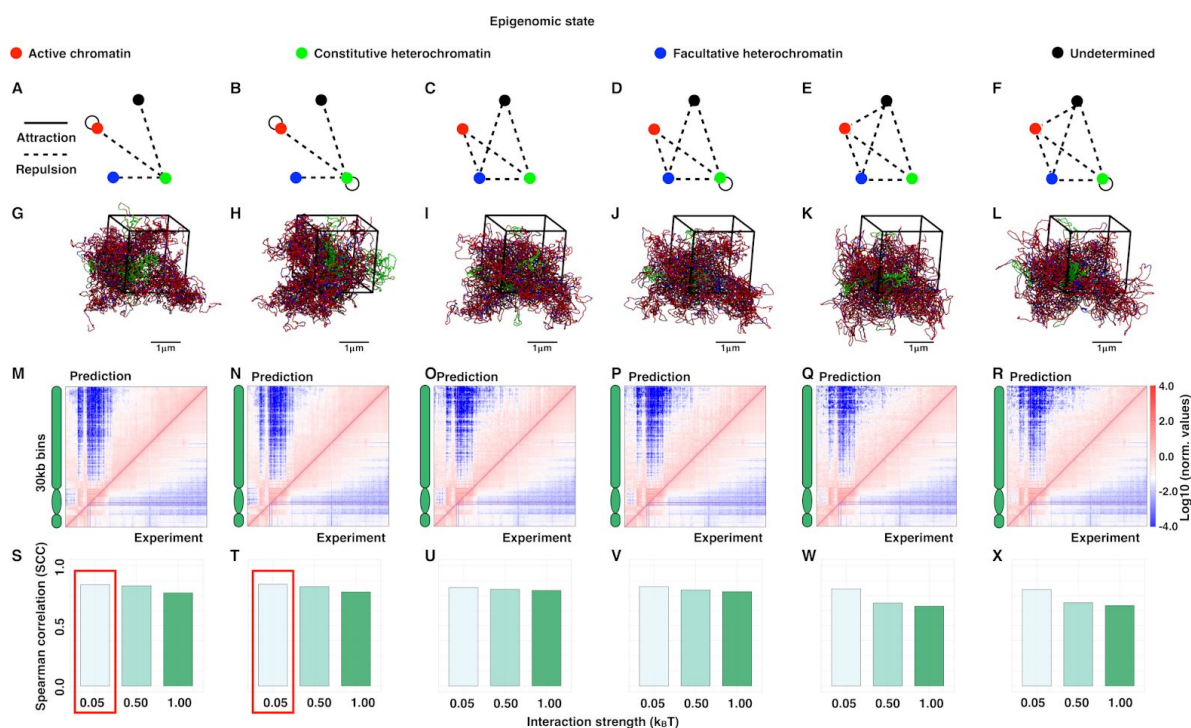 Epigenomic state
Active chromatin Constitutive heterochromatin Facultative heterochromatin Undetermined
A B C D E F
Attraction
Repulsion
G H I J K L
1μm 1μm 1μm 1μm 1μm 1μm
M Prediction N Prediction O Prediction P Prediction Q Prediction R Prediction
30kb bins
4.0
2.0
0.0
-2.0
-4.0
Log10 (norm. values)
Experiment Experiment Experiment Experiment Experiment Experiment
S T U V W X
Spearman correlation (SCC)
1.0
0.5
0.0
0.05 0.50 1.00 0.05 0.50 1.00 0.05 0.50 1.00 0.05 0.50 1.00 0.05 0.50 1.00 0.05 0.50 1.00
Interaction strength (kBT)